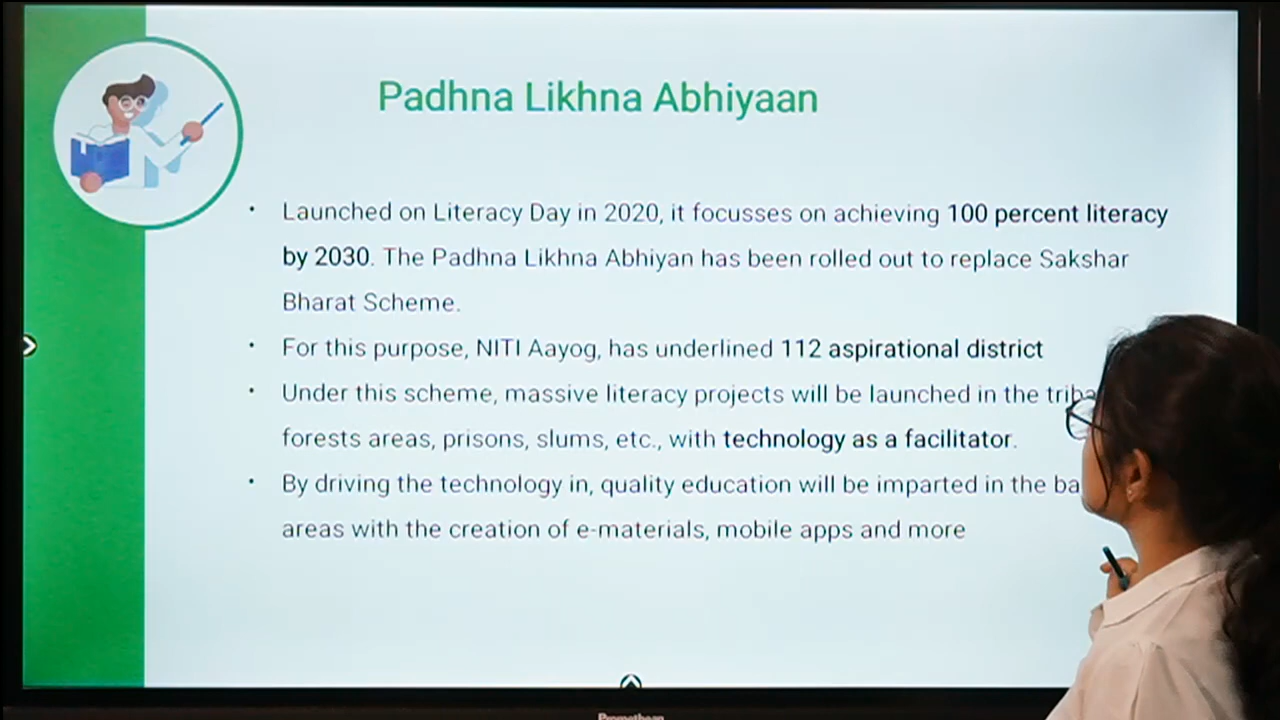 Padhna Likhna Abhiyaan
• Launched on Literacy Day in 2020, it focusses on achieving 100 percent literacy
by 2030. The Padhna Likhna Abhiyan has been rolled out to replace Sakshar
Bharat Scheme.
• For this purpose, NITI Aayog, has underlined 112 aspirational district
• Under this scheme, massive literacy projects will be launched in the
forests areas, prisons, slums, etc., with technology as a facilitator.
• By driving the technology in, quality education will be imparted in the
areas with the creation of e-materials, mobile apps and more
Promethean